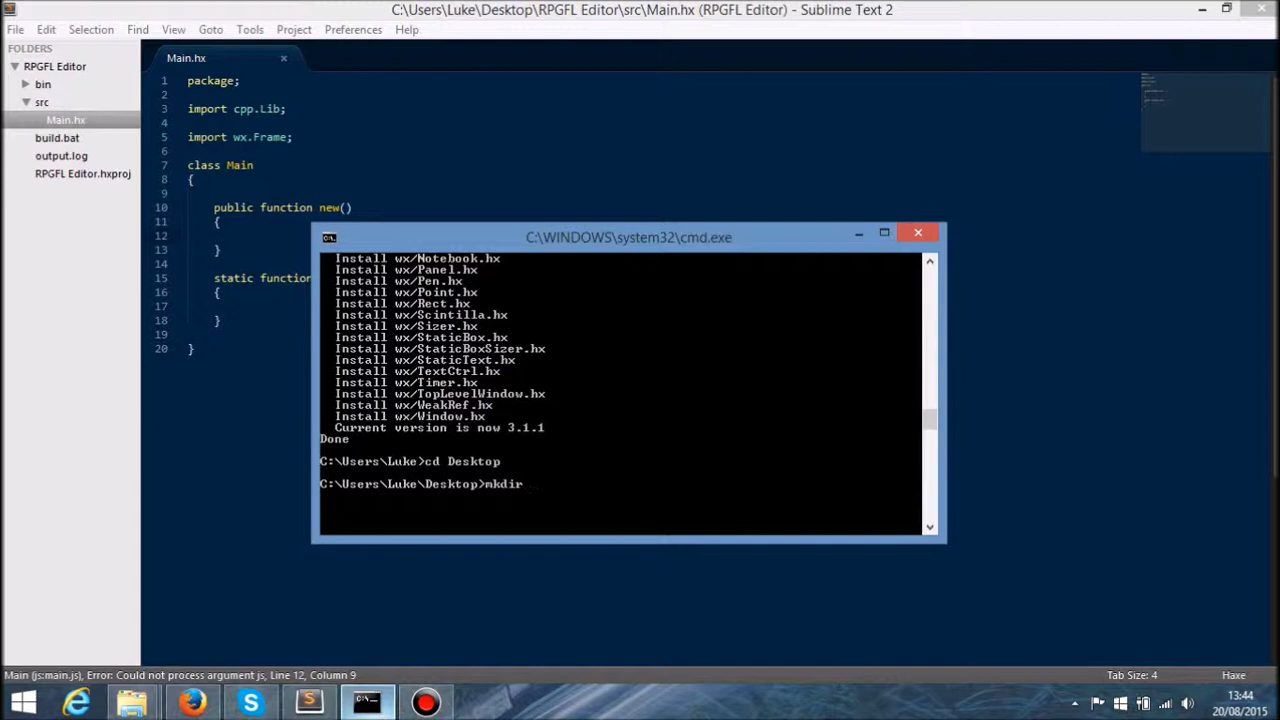 C:\Users\Luke\Desktop\RPGFL Editor\src\Main.hx (RPGFL Editor) - Sublime Text 2
File Edit Selection Find View Goto Tools Project Preferences Help
FOLDERS
RPGFL Editor
bin
src
Main.hx
build.bat
output.log
RPGFL Editor.hxproj
Main.hx
1 package;
2
3 import cpp.Lib;
4
5 import wx.Frame;
6
7 class Main
8 {
9
10 public function new()
11 {
12
13 }
14
15 static function
16 {
17
18 }
19
20 }
C:\WINDOWS\system32\cmd.exe
Install wx/Notebook.hx
Install wx/Panel.hx
Install wx/Pen.hx
Install wx/Point.hx
Install wx/Rect.hx
Install wx/Scintilla.hx
Install wx/Sizer.hx
Install wx/StaticBox.hx
Install wx/StaticBoxSizer.hx
Install wx/StaticText.hx
Install wx/TextCtrl.hx
Install wx/Timer.hx
Install wx/TopLevelWindow.hx
Install wx/WeakRef.hx
Install wx/Window.hx
Current version is now 3.1.1
Done
C:\Users\Luke>cd Desktop
C:\Users\Luke\Desktop>mkdir
Main (js:main.js), Error: Could not process argument js, Line 12, Column 9
Tab Size: 4
Haxe
13:44
20/08/2015